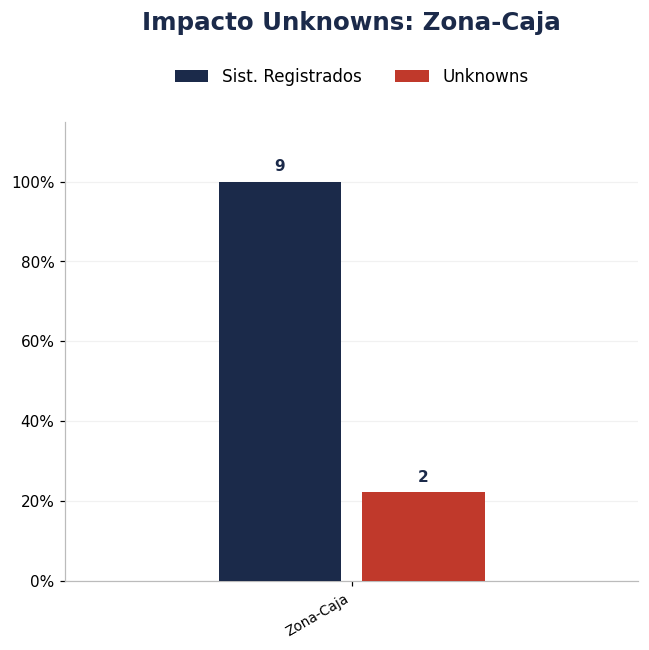 Impacto Unknowns: Zona-Caja
Sist. Registrados
Unknowns
100%
80%
60%
40%
20%
0%
9
2
Zona-Caja